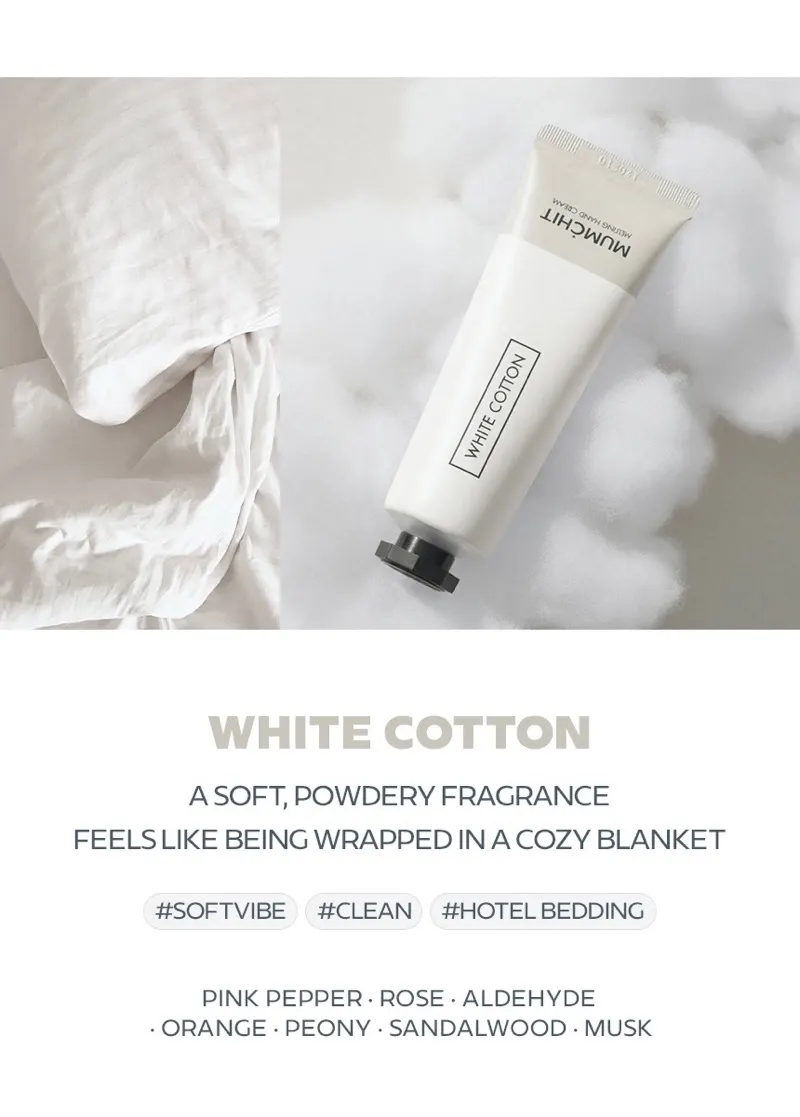 MUMCHIT
MELTING HAND CREAM
WHITE COTTON
WHITE COTTON
A SOFT, POWDERY FRAGRANCE
FEELS LIKE BEING WRAPPED IN A COZY BLANKET
#SOFTVIBE #CLEAN #HOTEL BEDDING
PINK PEPPER · ROSE · ALDEHYDE
· ORANGE · PEONY · SANDALWOOD · MUSK